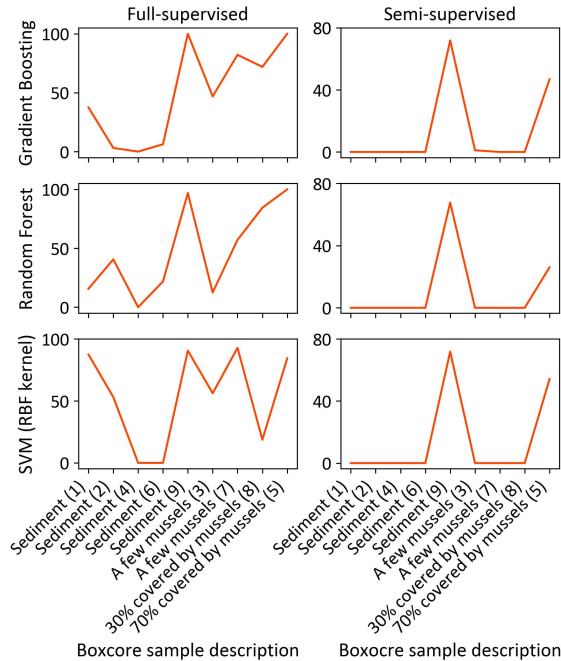 Full-supervised
Semi-supervised
Gradient Boosting
100
50
0
80
40
0
Random Forest
100
50
0
80
40
0
SVM (RBF kernel)
100
50
0
80
40
0
Sediment (1)
Sediment (2)
Sediment (4)
Sediment (6)
Sediment (9)
A few mussels (3)
A few mussels (7)
30% covered by mussels (8)
70% covered by mussels (5)
Sediment (1)
Sediment (2)
Sediment (4)
Sediment (6)
Sediment (9)
A few mussels (3)
A few mussels (7)
30% covered by mussels (8)
70% covered by mussels (5)
Boxcore sample description
Boxocre sample description